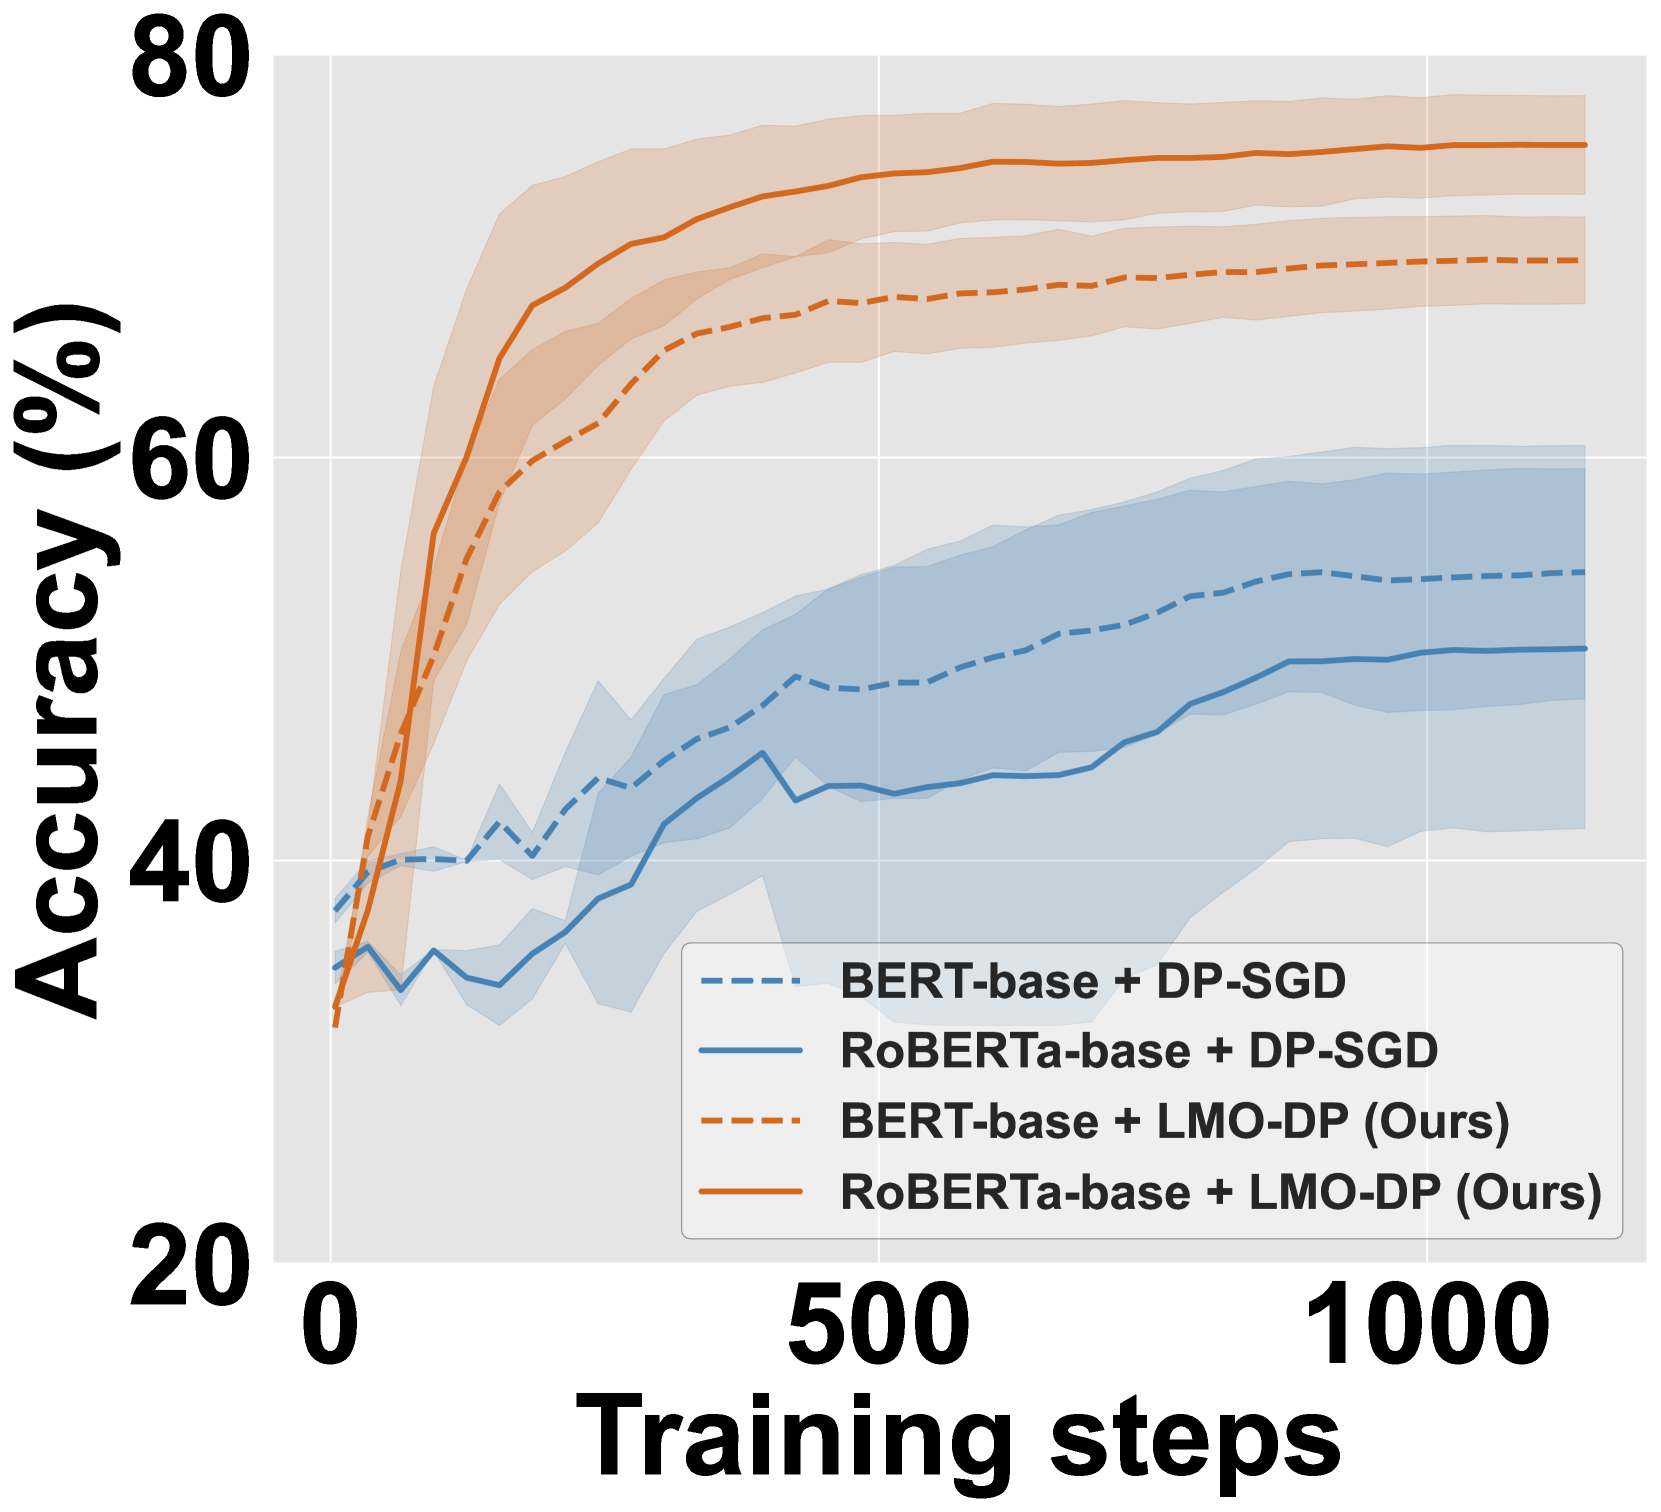 80
60
40
20
Accuracy (%)
BERT-base + DP-SGD
RoBERTa-base + DP-SGD
BERT-base + LMO-DP (Ours)
RoBERTa-base + LMO-DP (Ours)
0 500 1000
Training steps